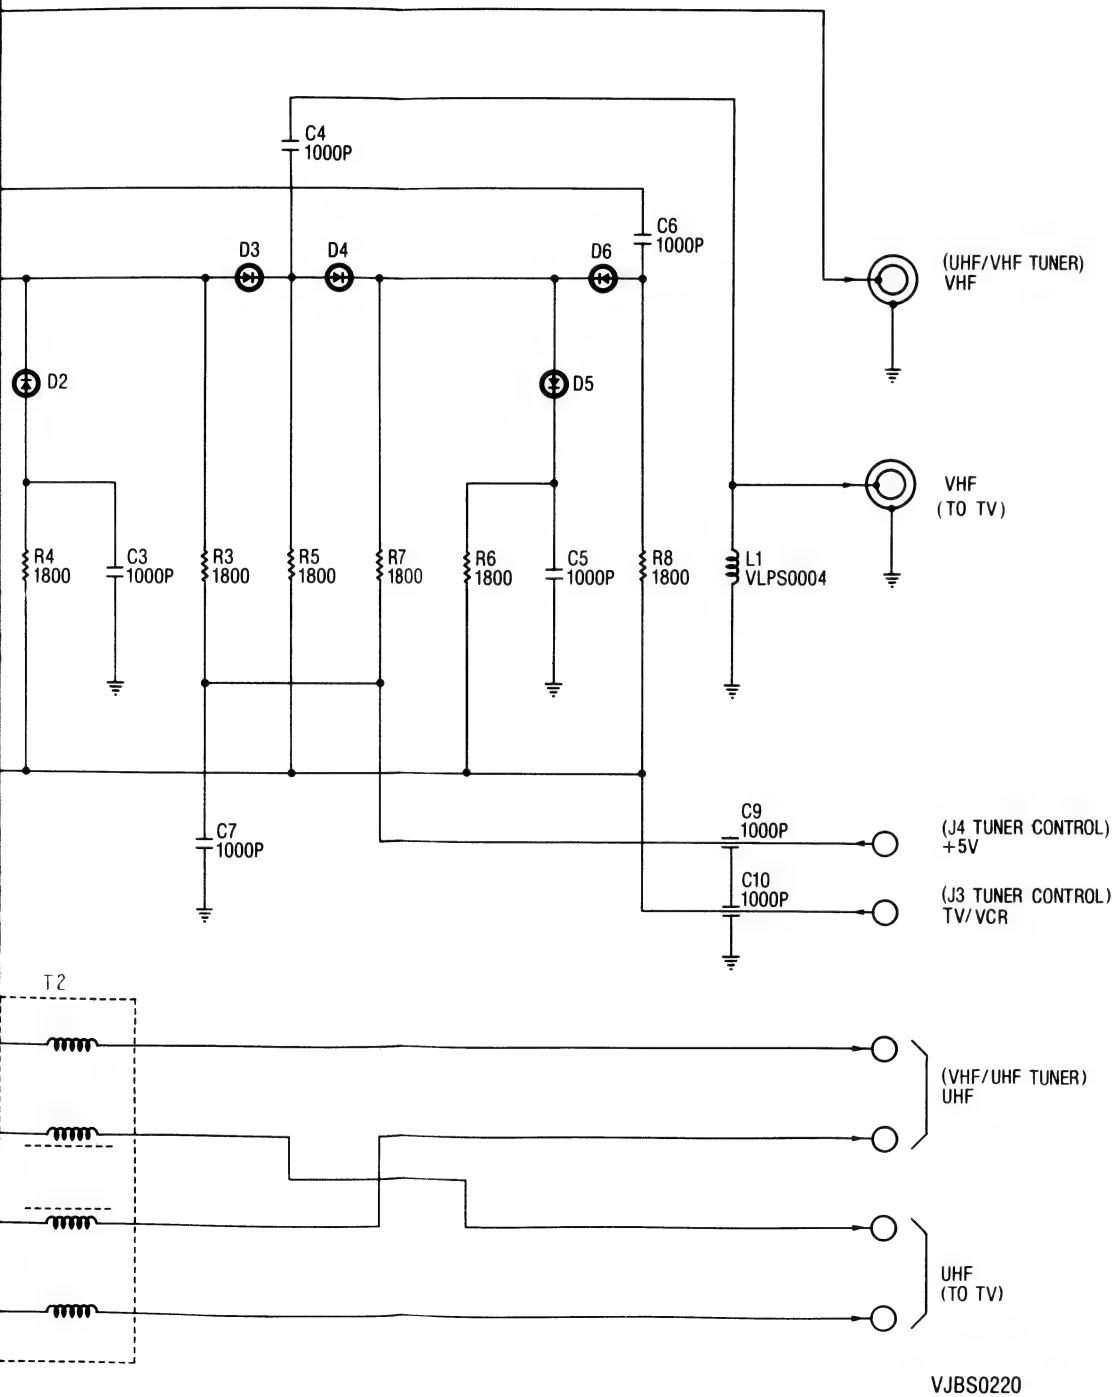 C4
1000P
C6
1000P
D3
D4
D6
(UHF/VHF TUNER)
VHF
D2
D5
VHF
(TO TV)
R4
1800
C3
1000P
R3
1800
R5
1800
R7
1800
R6
1800
C5
1000P
R8
1800
L1
VLPS0004
C7
1000P
C9
1000P
(J4 TUNER CONTROL)
+5V
C10
1000P
(J3 TUNER CONTROL)
TV/VCR
T2
(VHF/UHF TUNER)
UHF
UHF
(TO TV)
VJBS0220